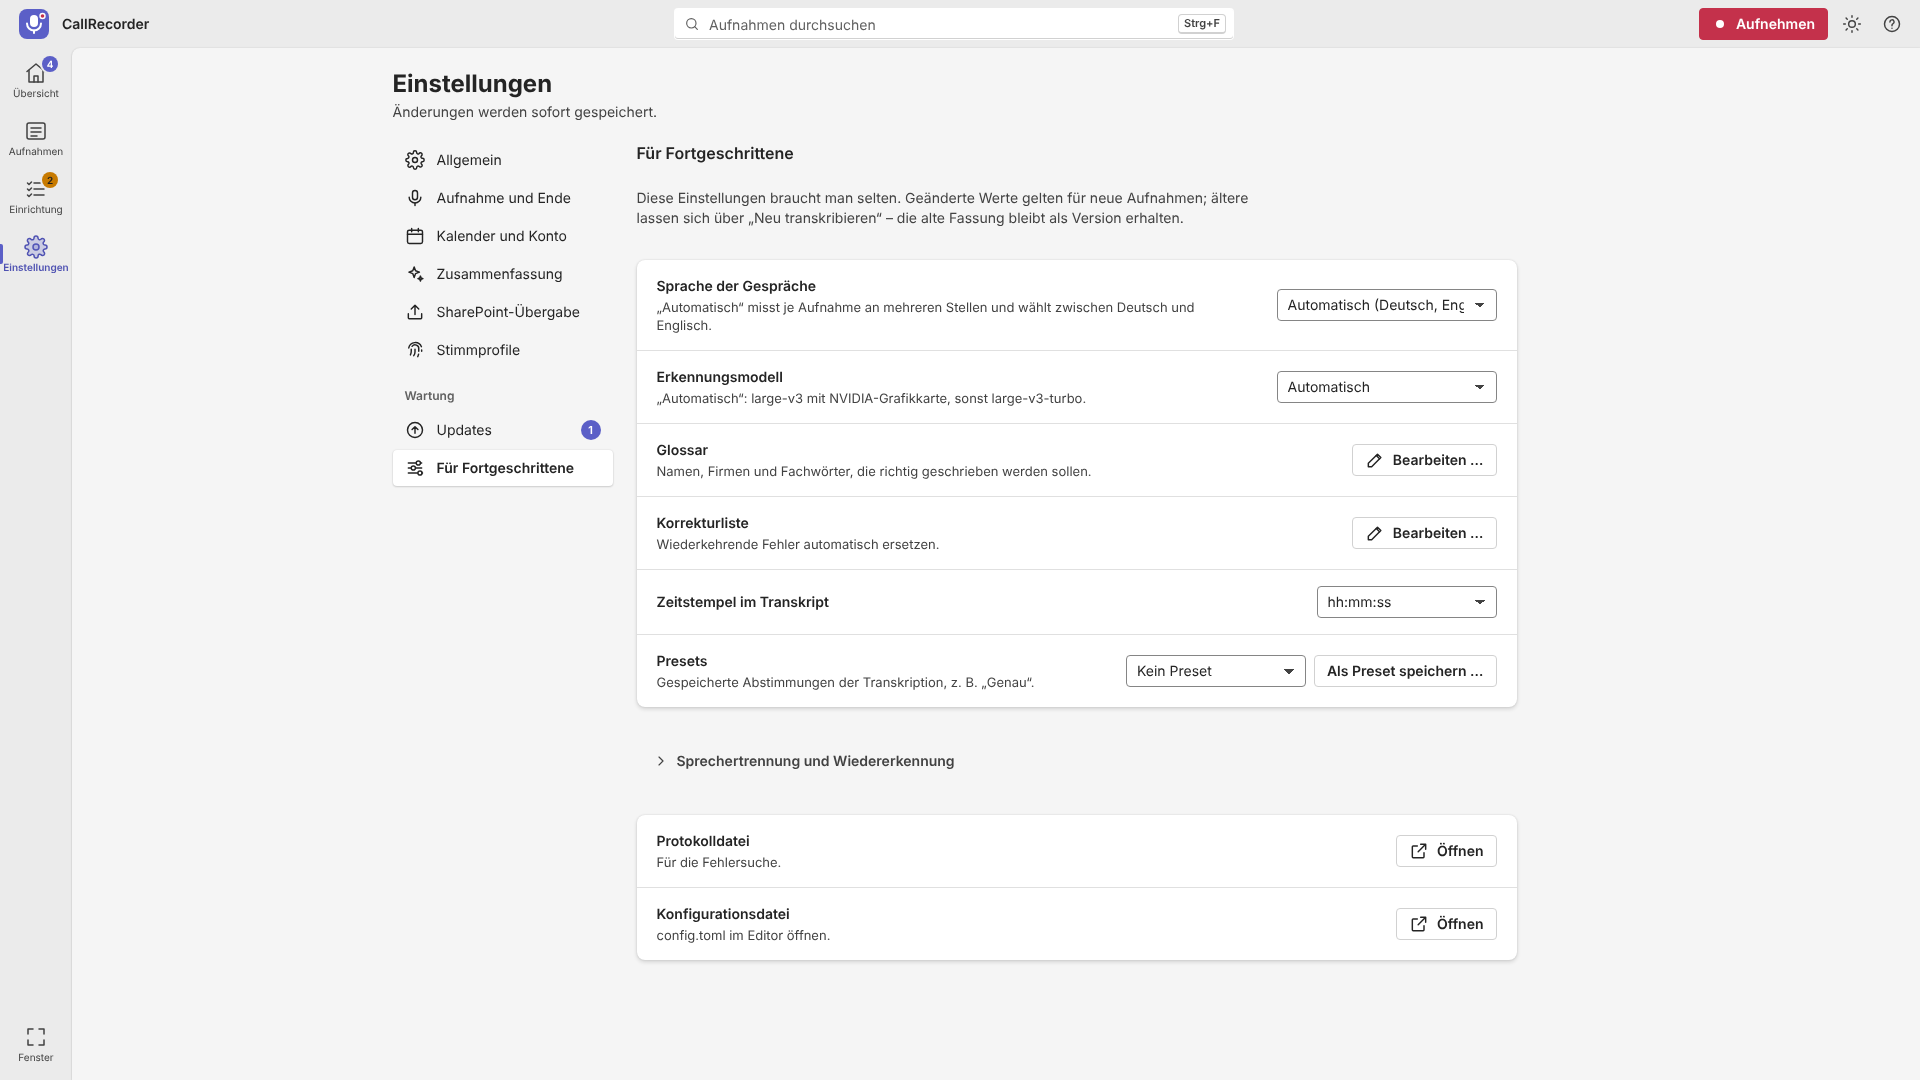 CallRecorder
Aufnahmen durchsuchen
Strg+F
Aufnehmen
4
Übersicht
Aufnahmen
2
Einrichtung
Einstellungen
Fenster
Einstellungen
Änderungen werden sofort gespeichert.
Allgemein
Aufnahme und Ende
Kalender und Konto
Zusammenfassung
SharePoint-Übergabe
Stimmprofile
Wartung
Updates
1
Für Fortgeschrittene
Für Fortgeschrittene
Diese Einstellungen braucht man selten. Geänderte Werte gelten für neue Aufnahmen; ältere
lassen sich über „Neu transkribieren“ – die alte Fassung bleibt als Version erhalten.
Sprache der Gespräche
„Automatisch“ misst je Aufnahme an mehreren Stellen und wählt zwischen Deutsch und
Englisch.
Automatisch (Deutsch, Eng
Erkennungsmodell
„Automatisch“: large-v3 mit NVIDIA-Grafikkarte, sonst large-v3-turbo.
Automatisch
Glossar
Namen, Firmen und Fachwörter, die richtig geschrieben werden sollen.
Bearbeiten ...
Korrekturliste
Wiederkehrende Fehler automatisch ersetzen.
Bearbeiten ...
Zeitstempel im Transkript
hh:mm:ss
Presets
Gespeicherte Abstimmungen der Transkription, z. B. „Genau“.
Kein Preset
Als Preset speichern ...
Sprechertrennung und Wiedererkennung
Protokolldatei
Für die Fehlersuche.
Öffnen
Konfigurationsdatei
config.toml im Editor öffnen.
Öffnen